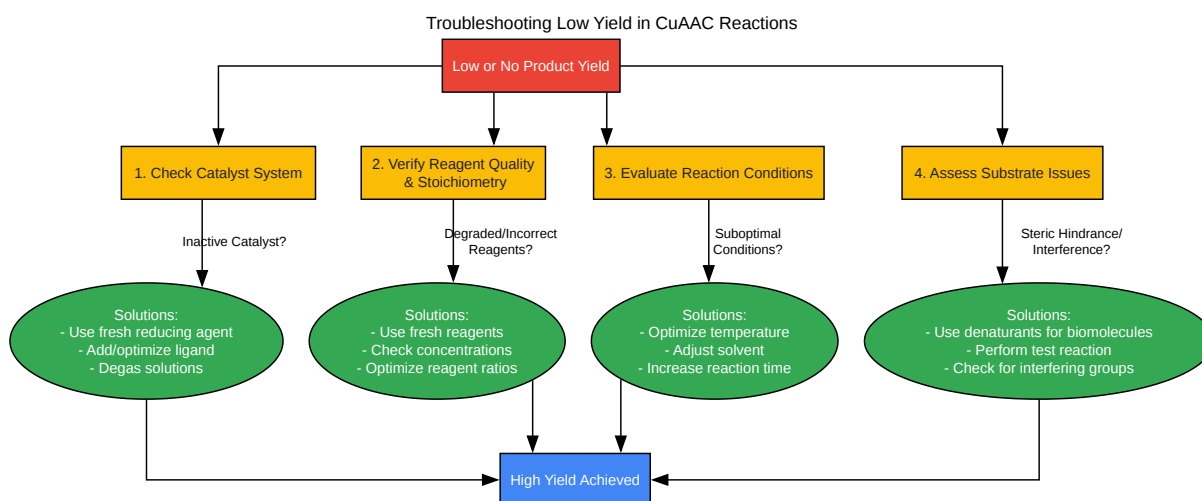 Troubleshooting Low Yield in CuAAC Reactions
Low or No Product Yield
1. Check Catalyst System
2. Verify Reagent Quality
& Stoichiometry
3. Evaluate Reaction Conditions
4. Assess Substrate Issues
Inactive Catalyst?
Degraded/Incorrect
Reagents?
Suboptimal
Conditions?
Steric Hindrance/
Interference?
Solutions:
- Use fresh reducing agent
- Add/optimize ligand
- Degas solutions
Solutions:
- Use fresh reagents
- Check concentrations
- Optimize reagent ratios
Solutions:
- Optimize temperature
- Adjust solvent
- Increase reaction time
Solutions:
- Use denaturants for biomolecules
- Perform test reaction
- Check for interfering groups
High Yield Achieved